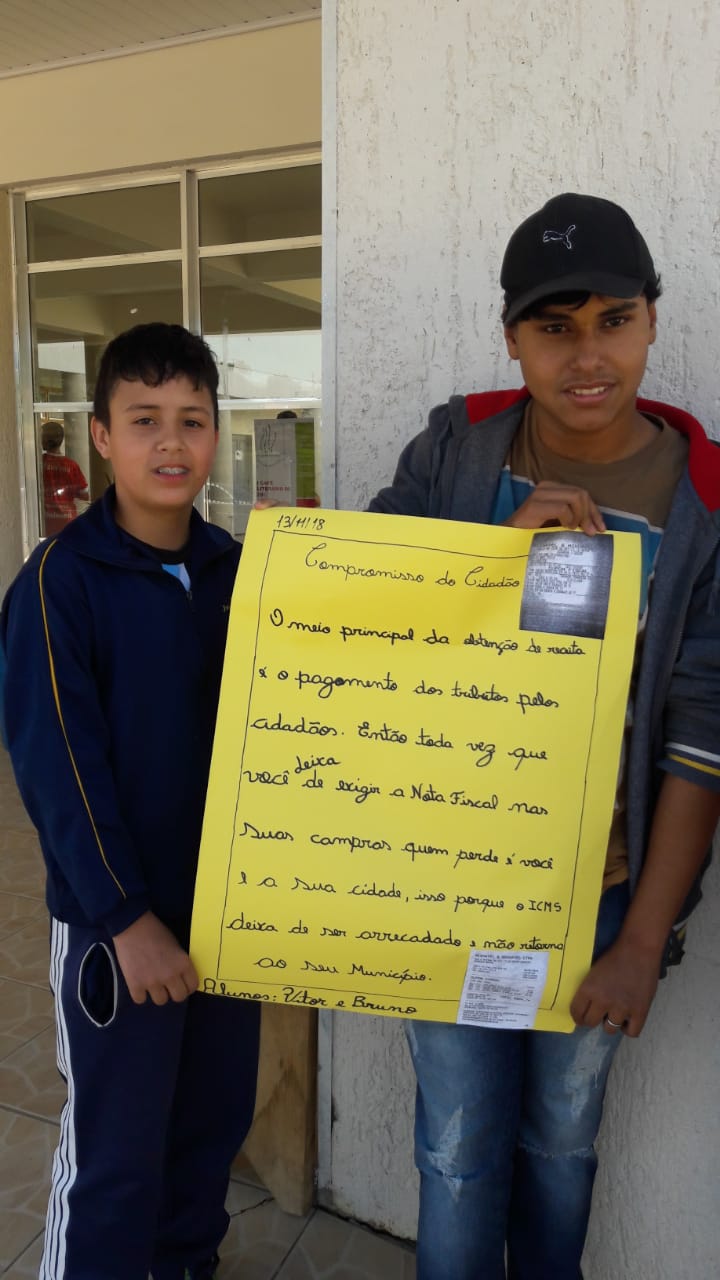 13/11/18
Compromisso do Cidadão
O meio principal da obtenção de receita
é o pagamento dos tributos pelos
cidadãos. Então toda vez que
você deixa de exigir a Nota Fiscal nas
suas compras quem perde é você
e a sua cidade, isso porque o ICMS
deixa de ser arrecadado e não retorna
ao seu Município.
Alunos: Vitor e Bruno